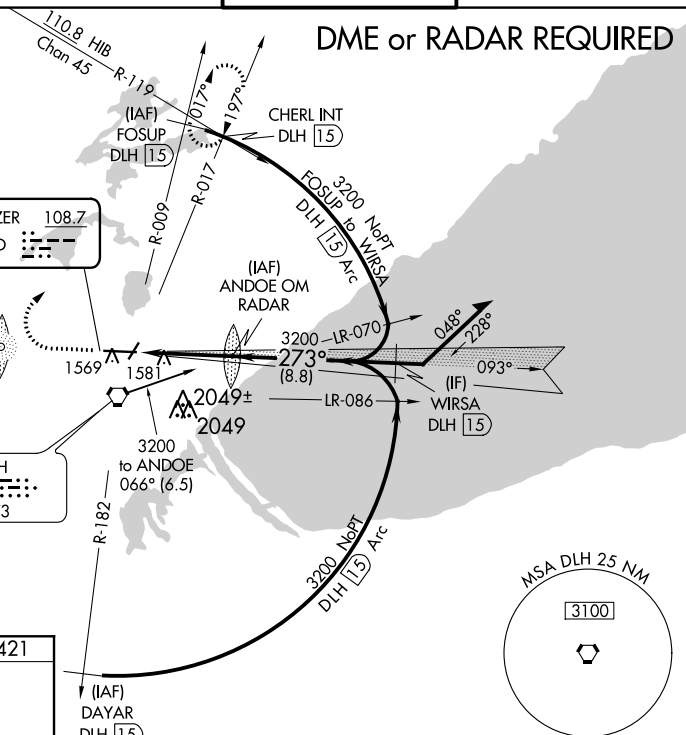 DME or RADAR REQUIRED
110.8 HIB
Chan 45
R-119
(IAF)
FOSUP
DLH 15
017°
197°
CHERL INT
DLH 15
R-009
R-017
3200 NoPT
FOSUP to WIRSA
DLH 15 Arc
108.7
(IAF)
ANDOE OM
RADAR
3200
LR-070
273°
(8.8)
048°
228°
093°
1569
1581
2049±
2049
LR-086
(IF)
WIRSA
DLH 15
3200
to ANDOE
066° (6.5)
R-182
3200 NoPT
DLH 15 Arc
MSA DLH 25 NM
3100
(IAF)
DAYAR
DLH 15